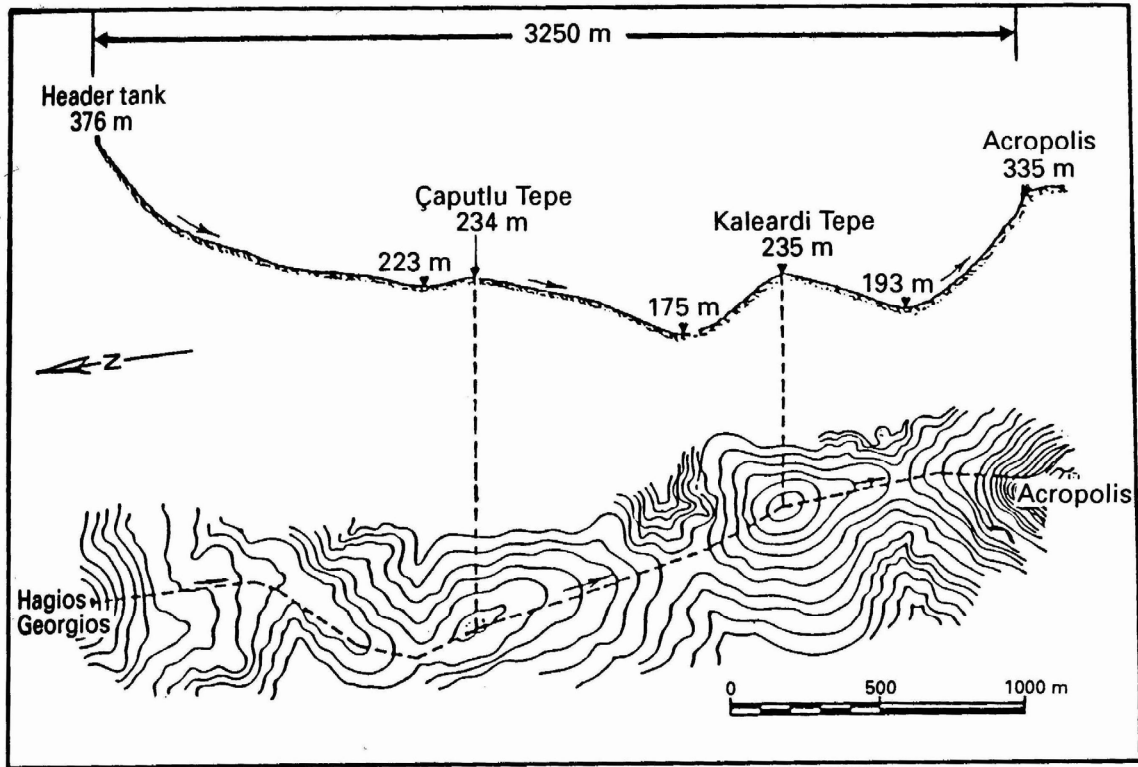 3250 m
Header tank
376 m
Acropolis
335 m
Çaputlu Tepe
234 m
Kaleardi Tepe
235 m
223 m
193 m
175 m
N
Acropolis
Hagios
Georgios
0 500 1000 m